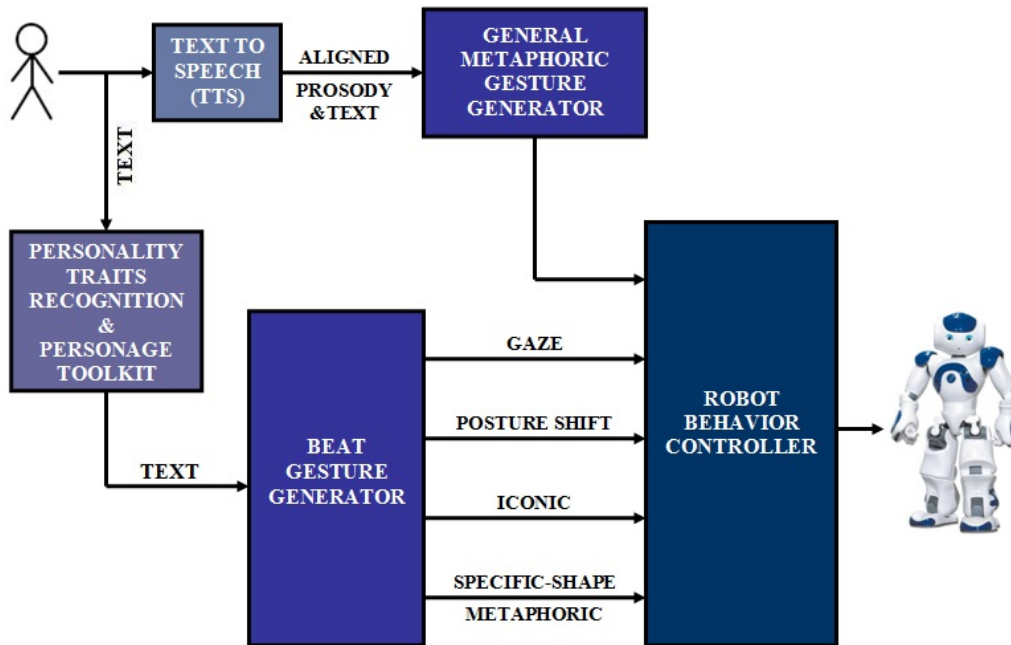 TEXT TO
SPEECH
(TTS)
ALIGNED
PROSODY
&TEXT
GENERAL
METAPHORIC
GESTURE
GENERATOR
TEXT
PERSONALITY
TRAITS
RECOGNITION
&
PERSONAGE
TOOLKIT
TEXT
BEAT
GESTURE
GENERATOR
GAZE
POSTURE SHIFT
ICONIC
SPECIFIC-SHAPE
METAPHORIC
ROBOT
BEHAVIOR
CONTROLLER